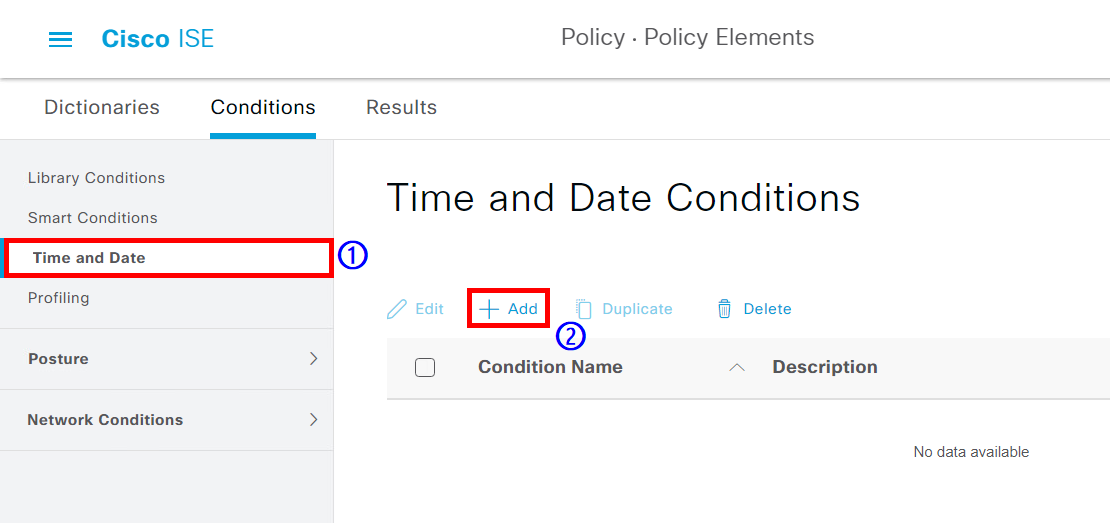 Cisco ISE
Policy · Policy Elements
Dictionaries Conditions Results
Library Conditions
Smart Conditions
Time and Date ①
Profiling
Posture
Network Conditions
Time and Date Conditions
Edit Add Duplicate Delete
②
Condition Name Description
No data available